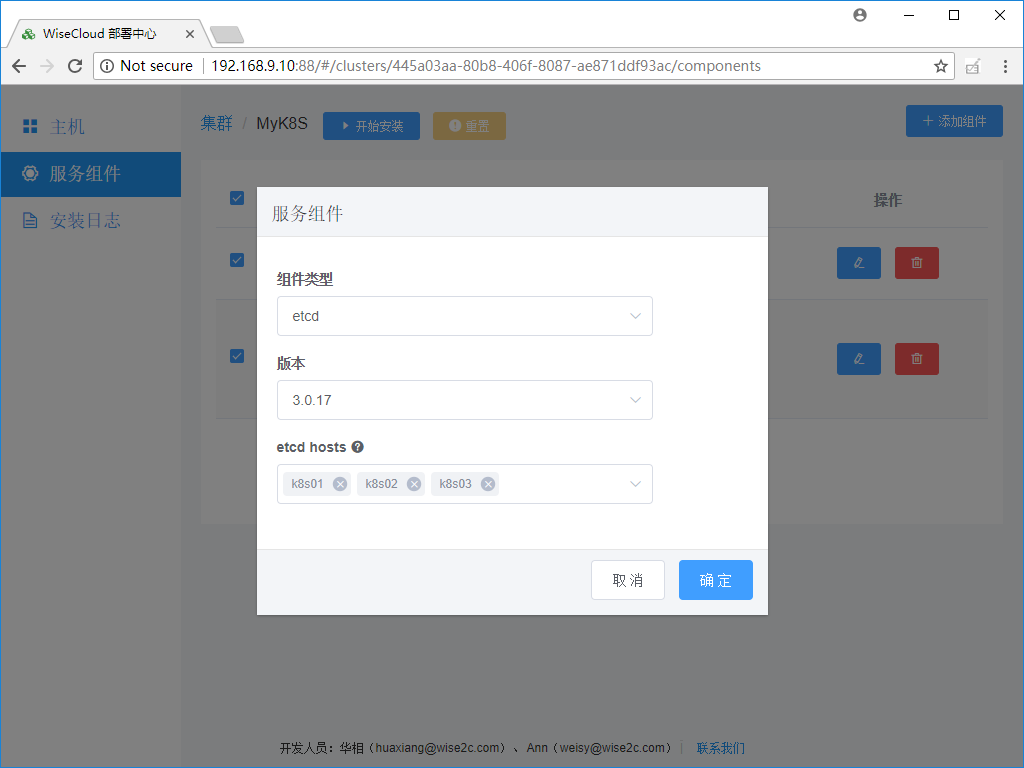 WiseCloud 部署中心
Not secure 192.168.9.10:88/#/clusters/445a03aa-80b8-406f-8087-ae871ddf93ac/components
主机
服务组件
安装日志
集群 / MyK8S 开始安装 重置 添加组件
操作
服务组件
组件类型
etcd
版本
3.0.17
etcd hosts
k8s01 k8s02 k8s03
取消 确定
开发人员：华相（huaxiang@wise2c.com）、Ann（weisy@wise2c.com） 联系我们